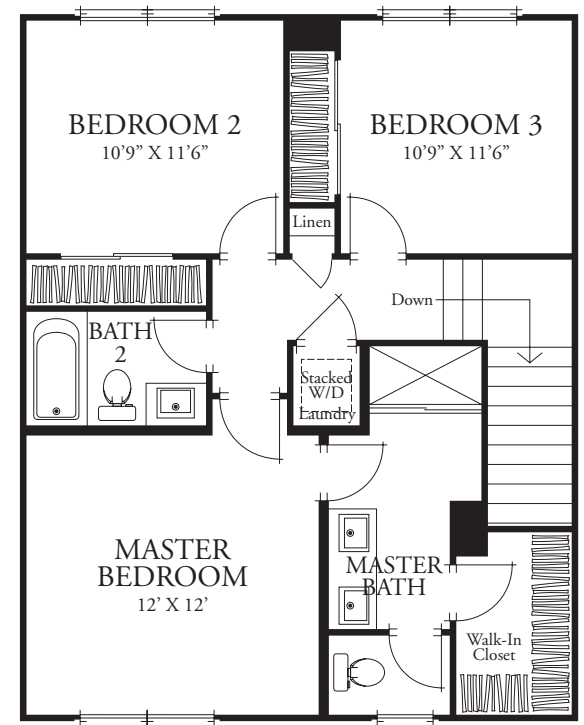 BEDROOM 2
10’9” X 11’6”
BEDROOM 3
10’9” X 11’6”
Linen
Down
BATH
2
Stacked
W/D
Laundry
MASTER
BEDROOM
12’ X 12’
MASTER
BATH
Walk-In
Closet